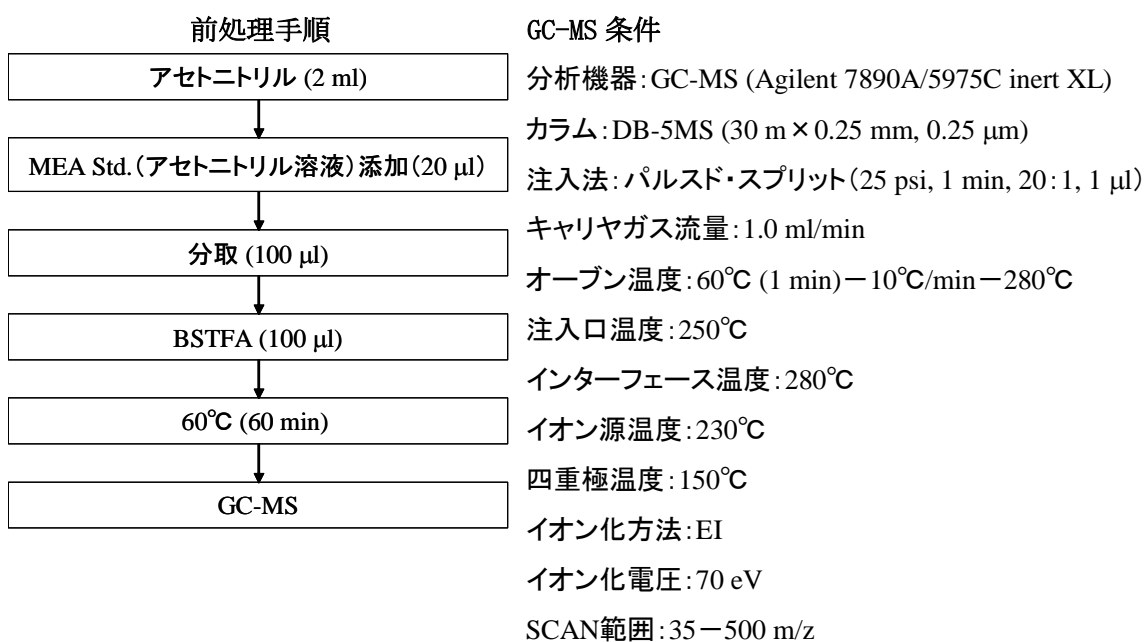 前処理手順
アセトニトリル (2 ml)
MEA Std.(アセトニトリル溶液)添加(20 μl)
分取 (100 μl)
BSTFA (100 μl)
60℃ (60 min)
GC-MS
GC-MS 条件
分析機器:GC-MS (Agilent 7890A/5975C inert XL)
カラム:DB-5MS (30 m×0.25 mm, 0.25 μm)
注入法:パルスド・スプリット(25 psi, 1 min, 20:1, 1 μl)
キャリヤガス流量:1.0 ml/min
オーブン温度:60℃ (1 min)-10℃/min-280℃
注入口温度:250℃
インターフェース温度:280℃
イオン源温度:230℃
四重極温度:150℃
イオン化方法:EI
イオン化電圧:70 eV
SCAN範囲:35-500 m/z